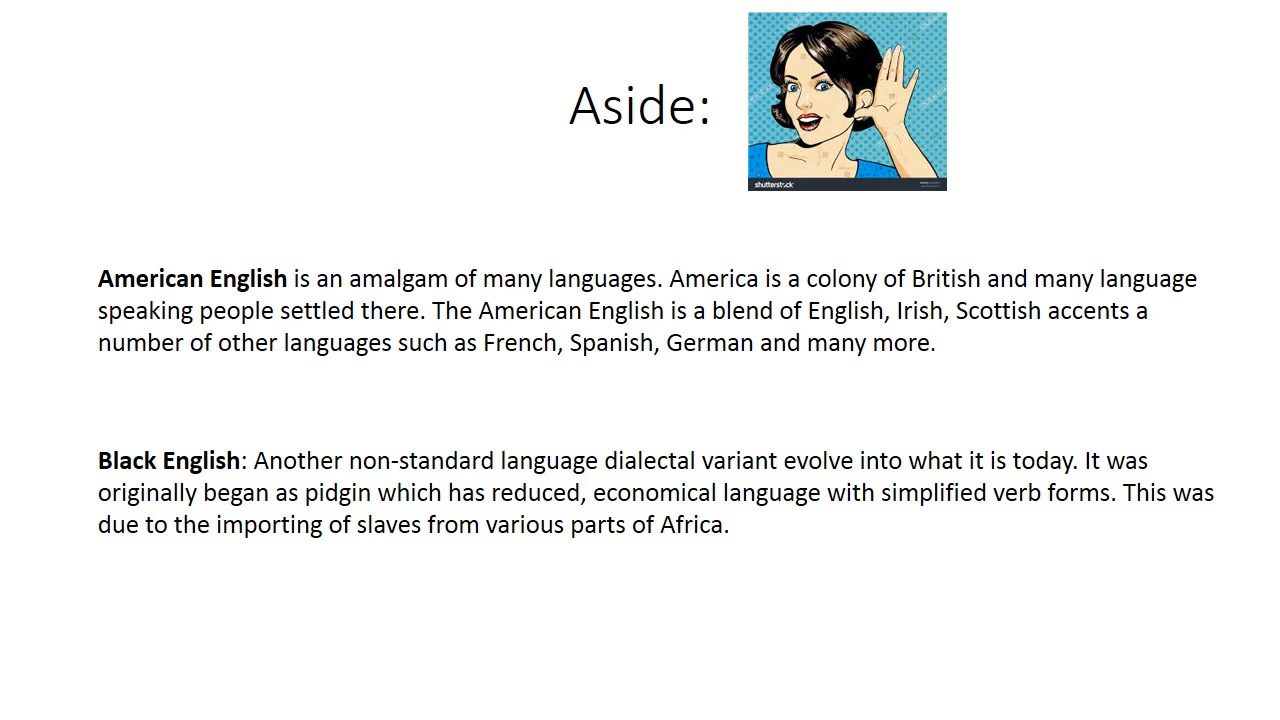 Aside:
shutterstock
American English is an amalgam of many languages. America is a colony of British and many language
speaking people settled there. The American English is a blend of English, Irish, Scottish accents a
number of other languages such as French, Spanish, German and many more.
Black English: Another non-standard language dialectal variant evolve into what it is today. It was
originally began as pidgin which has reduced, economical language with simplified verb forms. This was
due to the importing of slaves from various parts of Africa.